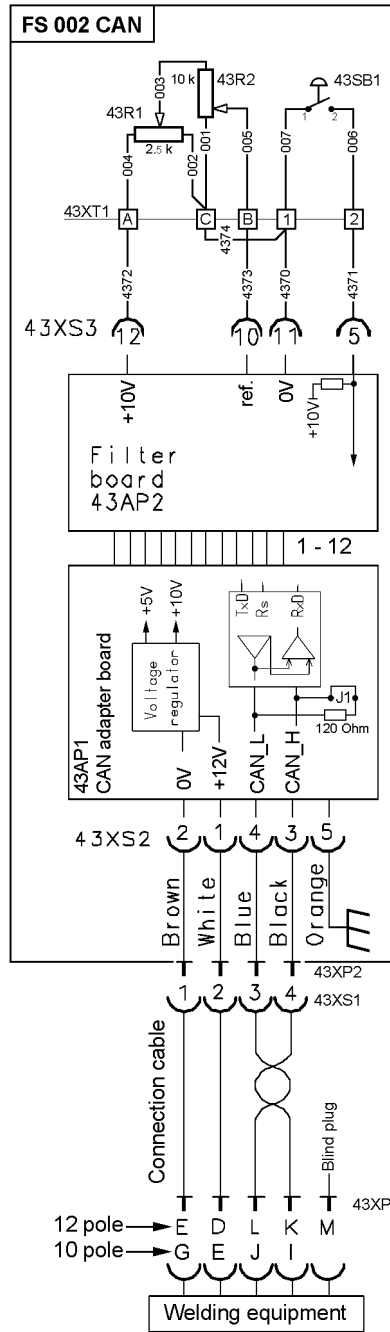 FS 002 CAN
003
10 k
43R2
43SB1
43R1
2.5 k
004
002
001
005
007
1
2
006
43XT1
A
C
B
1
2
4374
4372
4373
4370
4371
43XS3
12
10
11
5
+10V
ref.
0V
+10V
Filter
board
43AP2
1 - 12
+5V
+10V
TxD
Rs
RxD
Voltage
regulator
J1
120 Ohm
43AP1
CAN adapter board
0V
+12V
CAN_L
CAN_H
43XS2
2
1
4
3
5
Brown
White
Blue
Black
Orange
43XP2
1
2
3
4
43XS1
Connection cable
Blind plug
43XP
12 pole
E
D
L
K
M
10 pole
G
E
J
I
Welding equipment